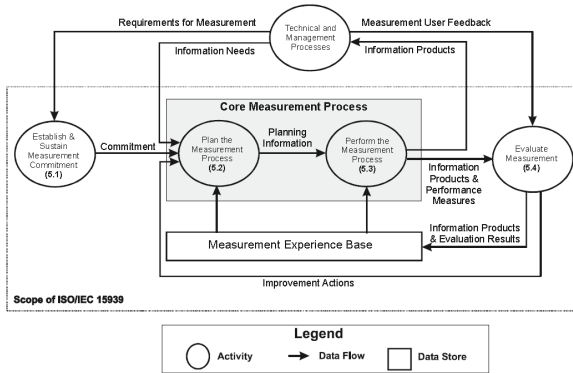 Requirements for Measurement
Technical and
Management
Processes
Measurement User Feedback
Information Needs
Information Products
Core Measurement Process
Establish &
Sustain
Measurement
Commitment
(5.1)
Commitment
Plan the
Measurement
Process
(5.2)
Planning
Information
Perform the
Measurement
Process
(5.3)
Information
Products &
Performance
Measures
Evaluate
Measurement
(5.4)
Measurement Experience Base
Information Products
& Evaluation Results
Improvement Actions
Scope of ISO/IEC 15939
Legend
Activity
Data Flow
Data Store